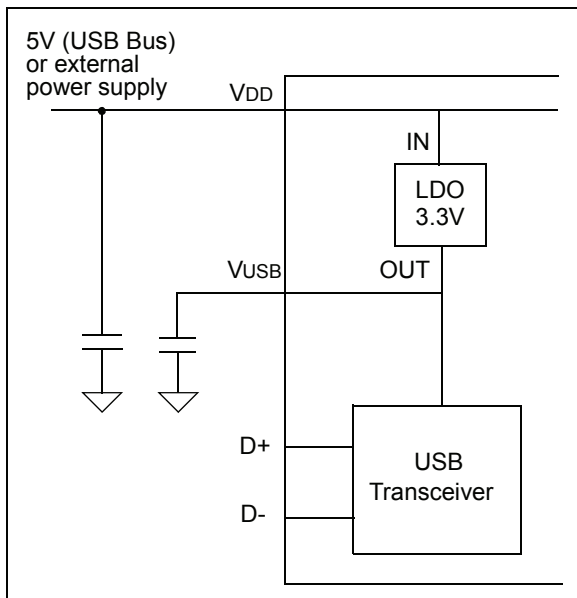 5V (USB Bus)
or external
power supply
VDD
IN
LDO
3.3V
VUSB
OUT
D+
USB
Transceiver
D-